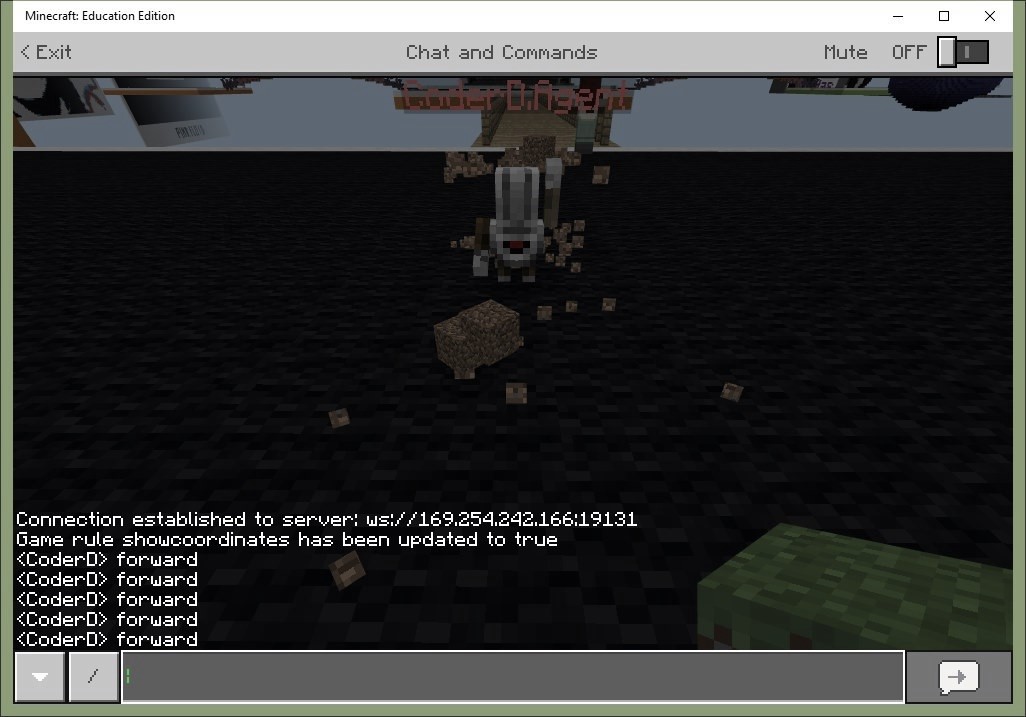 Minecraft: Education Edition
< Exit
Chat and Commands
Mute OFF
CoderD.Agent
Connection established to server: ws://169.254.242.166:19131
Game rule showcoordinates has been updated to true
<CoderD> forward
<CoderD> forward
<CoderD> forward
<CoderD> forward
<CoderD> forward
/